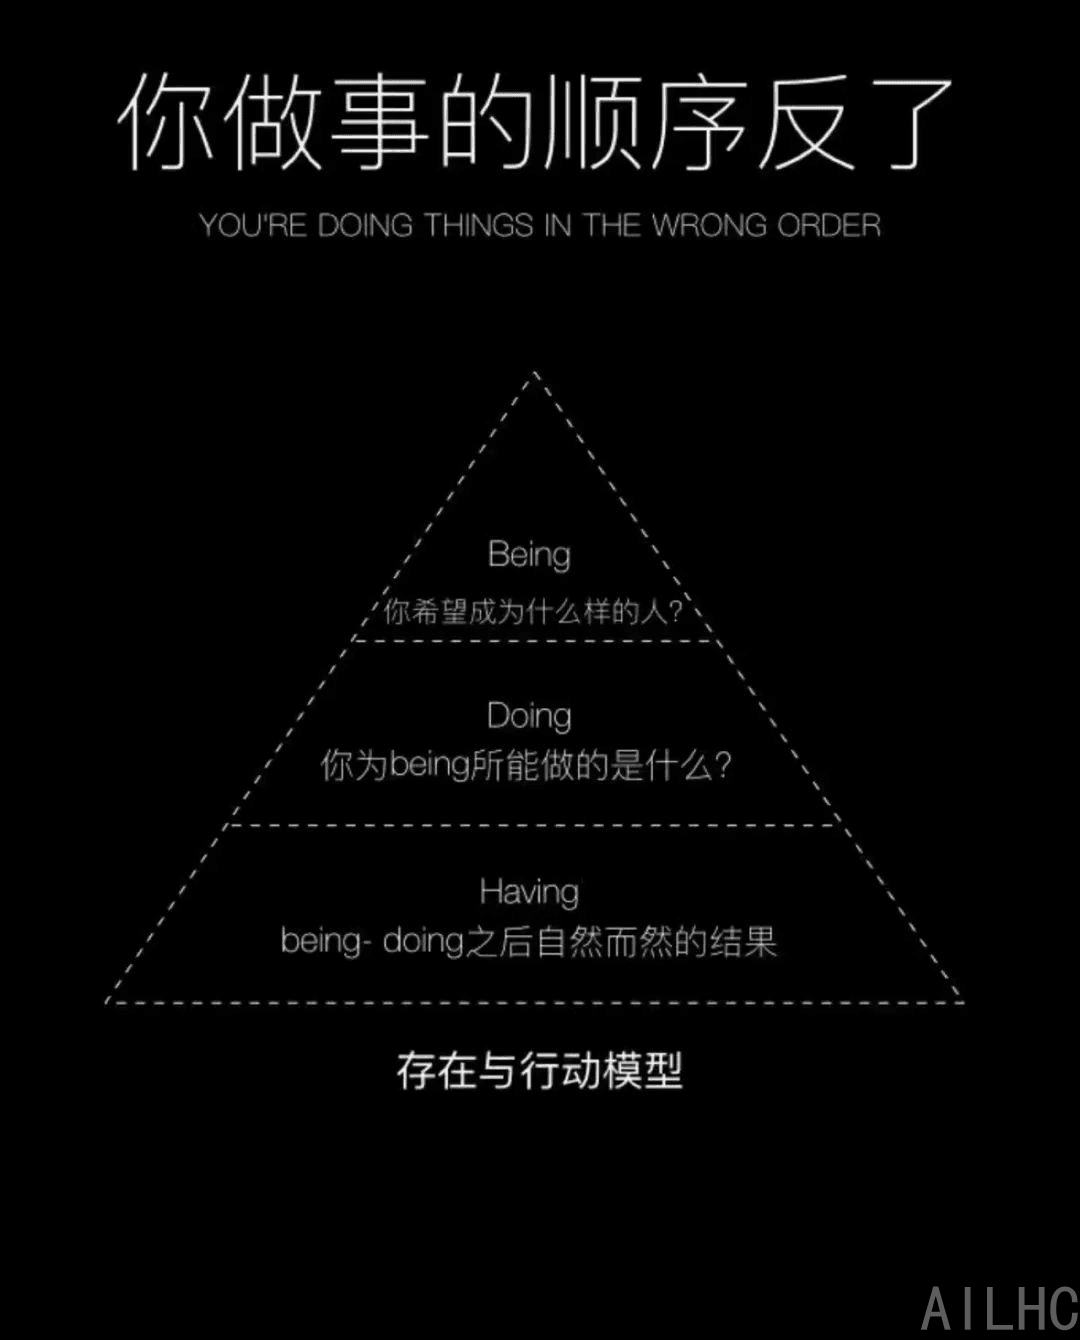 你做事的顺序反了
YOU'RE DOING THINGS IN THE WRONG ORDER
Being
你希望成为什么样的人?
Doing
你为being所能做的是什么?
Having
being- doing之后自然而然的结果
存在与行动模型
AILHC